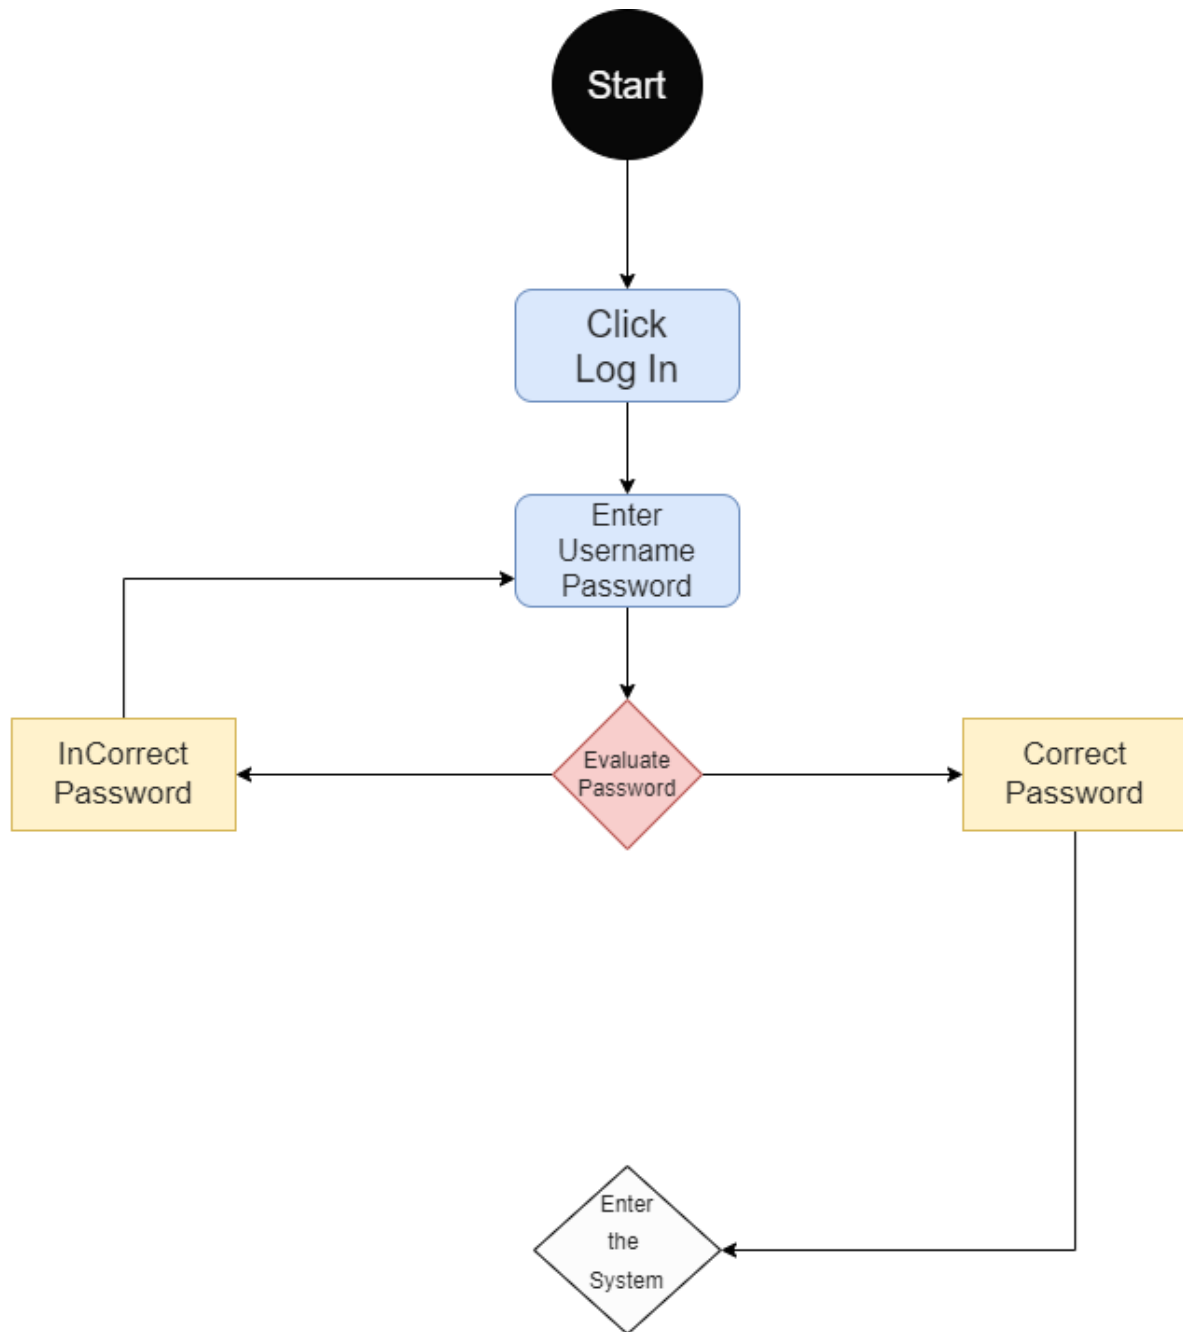 Start
Click
Log In
Enter
Username
Password
InCorrect
Password
Evaluate
Password
Correct
Password
Enter
the
System